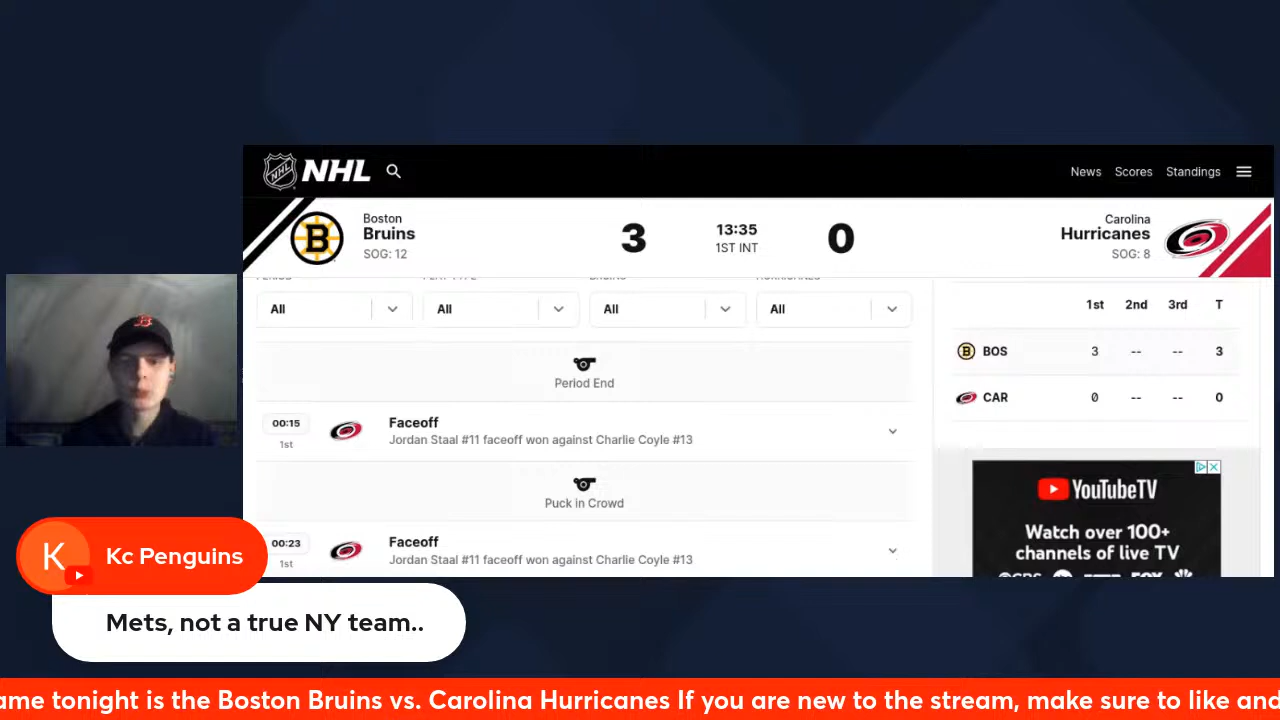 NHL
NHL
News Scores Standings
Boston
Bruins
SOG: 12
3
13:35
1ST INT
0
Carolina
Hurricanes
SOG: 8
B
All
All
All
All
Period End
00:15
1st
Faceoff
Jordan Staal #11 faceoff won against Charlie Coyle #13
Puck in Crowd
00:23
1st
Faceoff
Jordan Staal #11 faceoff won against Charlie Coyle #13
1st 2nd 3rd T
B BOS 3 -- -- 3
CAR 0 -- -- 0
YouTubeTV
Watch over 100+
channels of live TV
B
K
Kc Penguins
Mets, not a true NY team..
ame tonight is the Boston Bruins vs. Carolina Hurricanes If you are new to the stream, make sure to like and